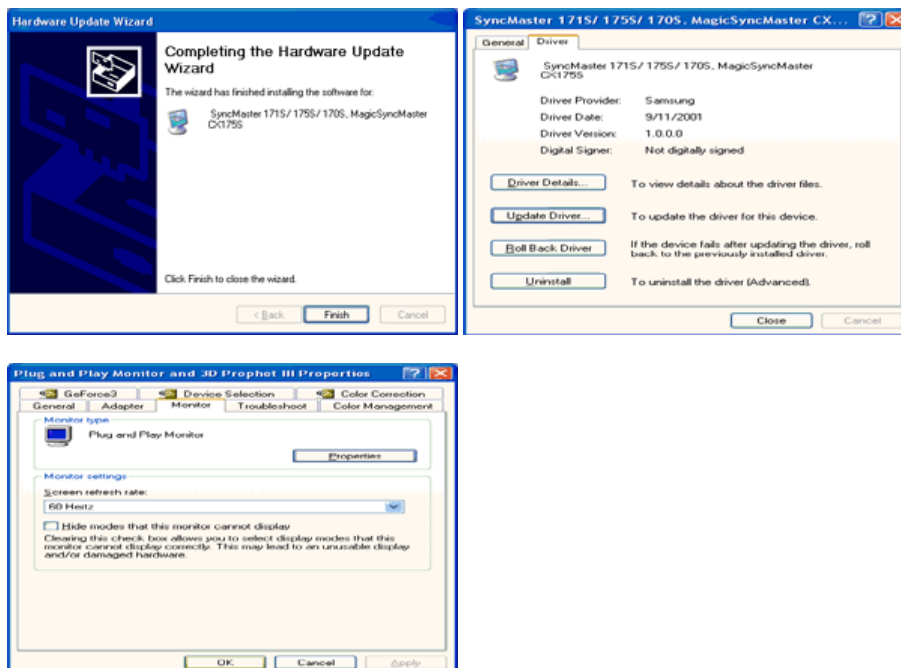 Hardware Update Wizard
Completing the Hardware Update
Wizard
The wizard has finished installing the software for:
SyncMaster 171S/ 175S/ 170S, MagicSyncMaster
CX175S
Click Finish to close the wizard.
< Back
Finish
Cancel
SyncMaster 171S/ 175S/ 170S, MagicSyncMaster CX...
General
Driver
SyncMaster 171S/ 175S/ 170S, MagicSyncMaster
CX175S
Driver Provider: Samsung
Driver Date: 9/11/2001
Driver Version: 1.0.0.0
Digital Signer: Not digitally signed
Driver Details... To view details about the driver files.
Update Driver... To update the driver for this device.
Roll Back Driver If the device fails after updating the driver, roll
back to the previously installed driver.
Uninstall To uninstall the driver (Advanced).
Close
Cancel
Plug and Play Monitor and 3D Prophet III Properties
GeForce3
Device Selection
Color Correction
General
Adapter
Monitor
Troubleshoot
Color Management
Monitor type
Plug and Play Monitor
Properties
Monitor settings
Screen refresh rate:
60 Hertz
Hide modes that this monitor cannot display
Clearing this check box allows you to select display modes that this
monitor cannot display correctly. This may lead to an unusable display
and/or damaged hardware.
OK
Cancel
Apply